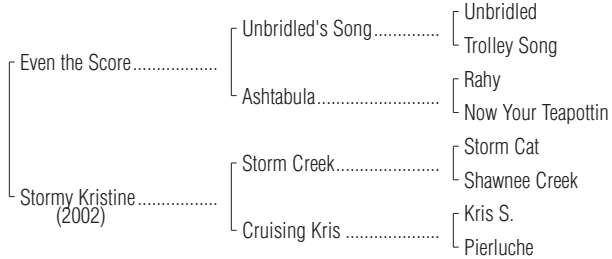 Unbridled
Unbridled's Song..............
Trolley Song
Even the Score.................
Rahy
Ashtabula..........................
Now Your Teapottin
Storm Cat
Storm Creek......................
Shawnee Creek
Stormy Kristine................
(2002)
Kris S.
Cruising Kris ....................
Pierluche